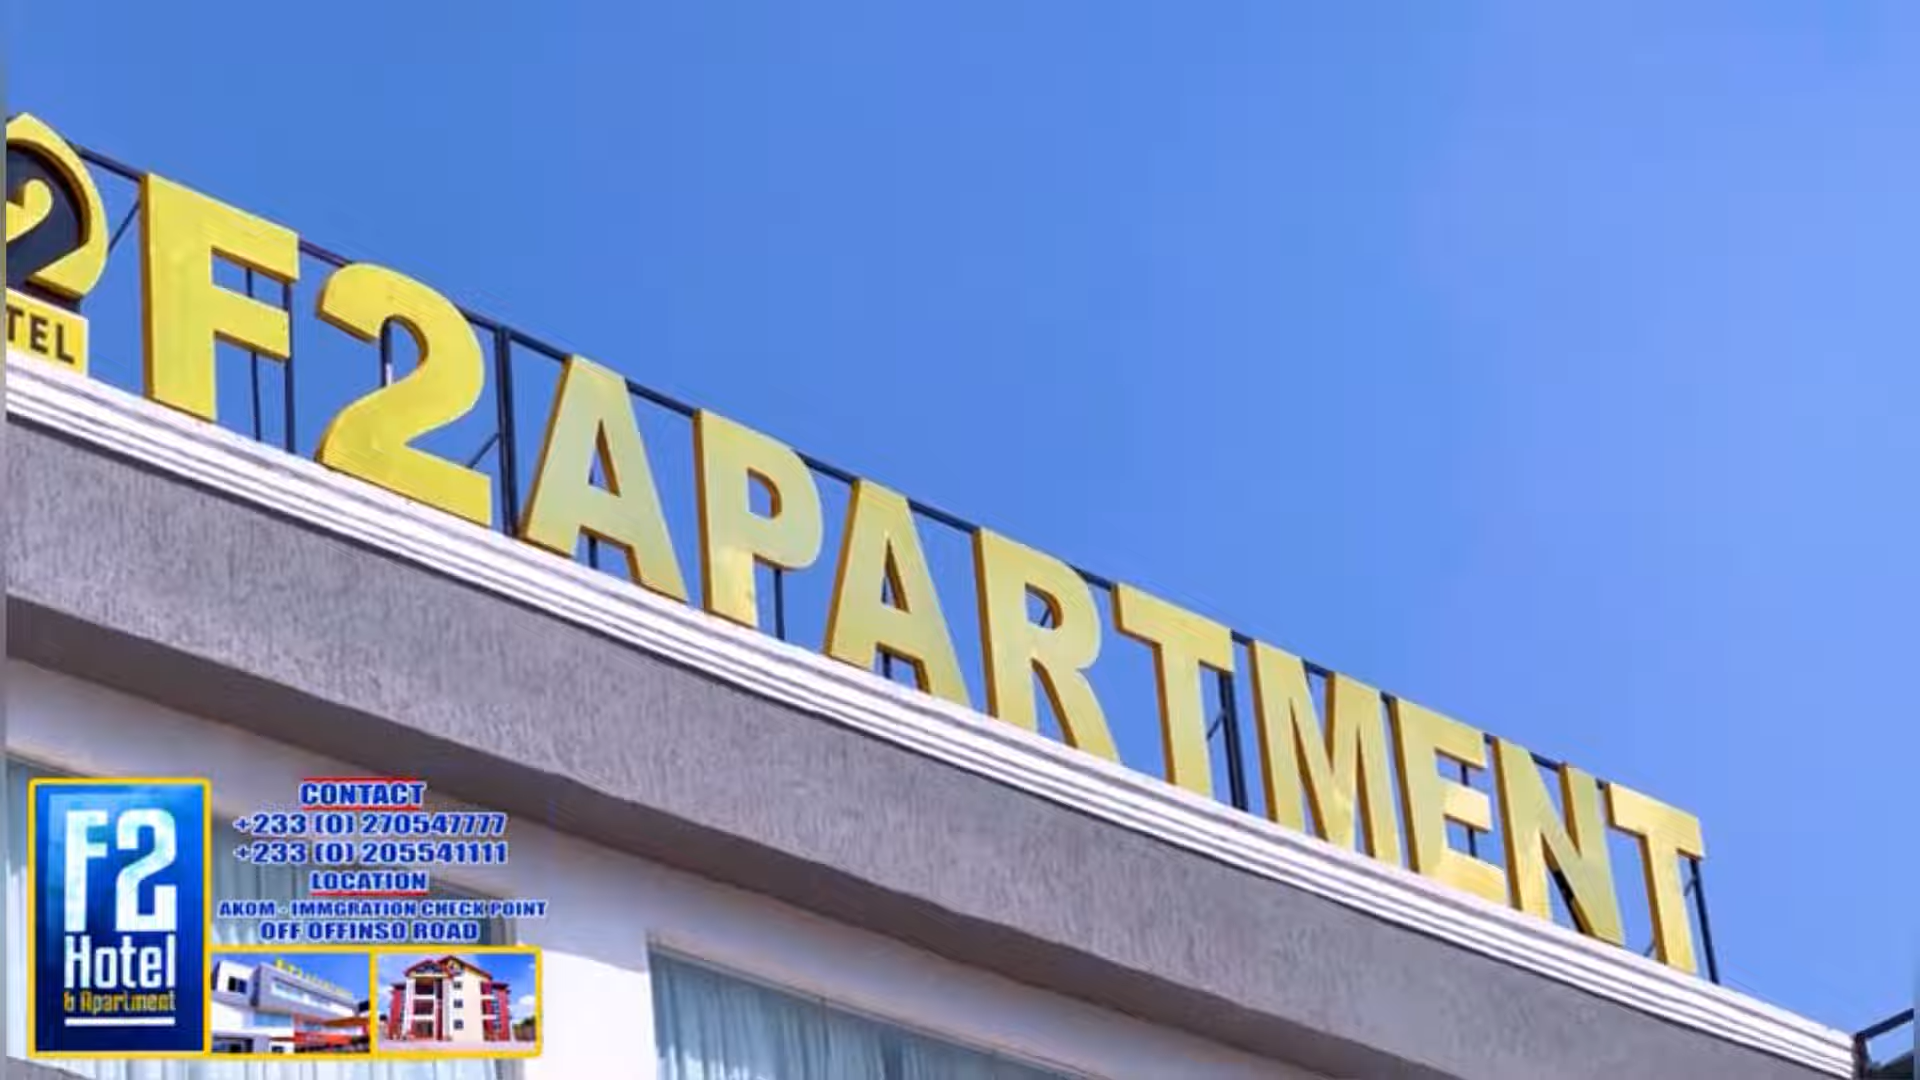 2
TEL
F2 APARTMENT
F2
Hotel
& Apartment
CONTACT
+233 (0) 270547777
+233 (0) 205541111
LOCATION
AKOM - IMMGRATION CHECK POINT
OFF OFFINSO ROAD